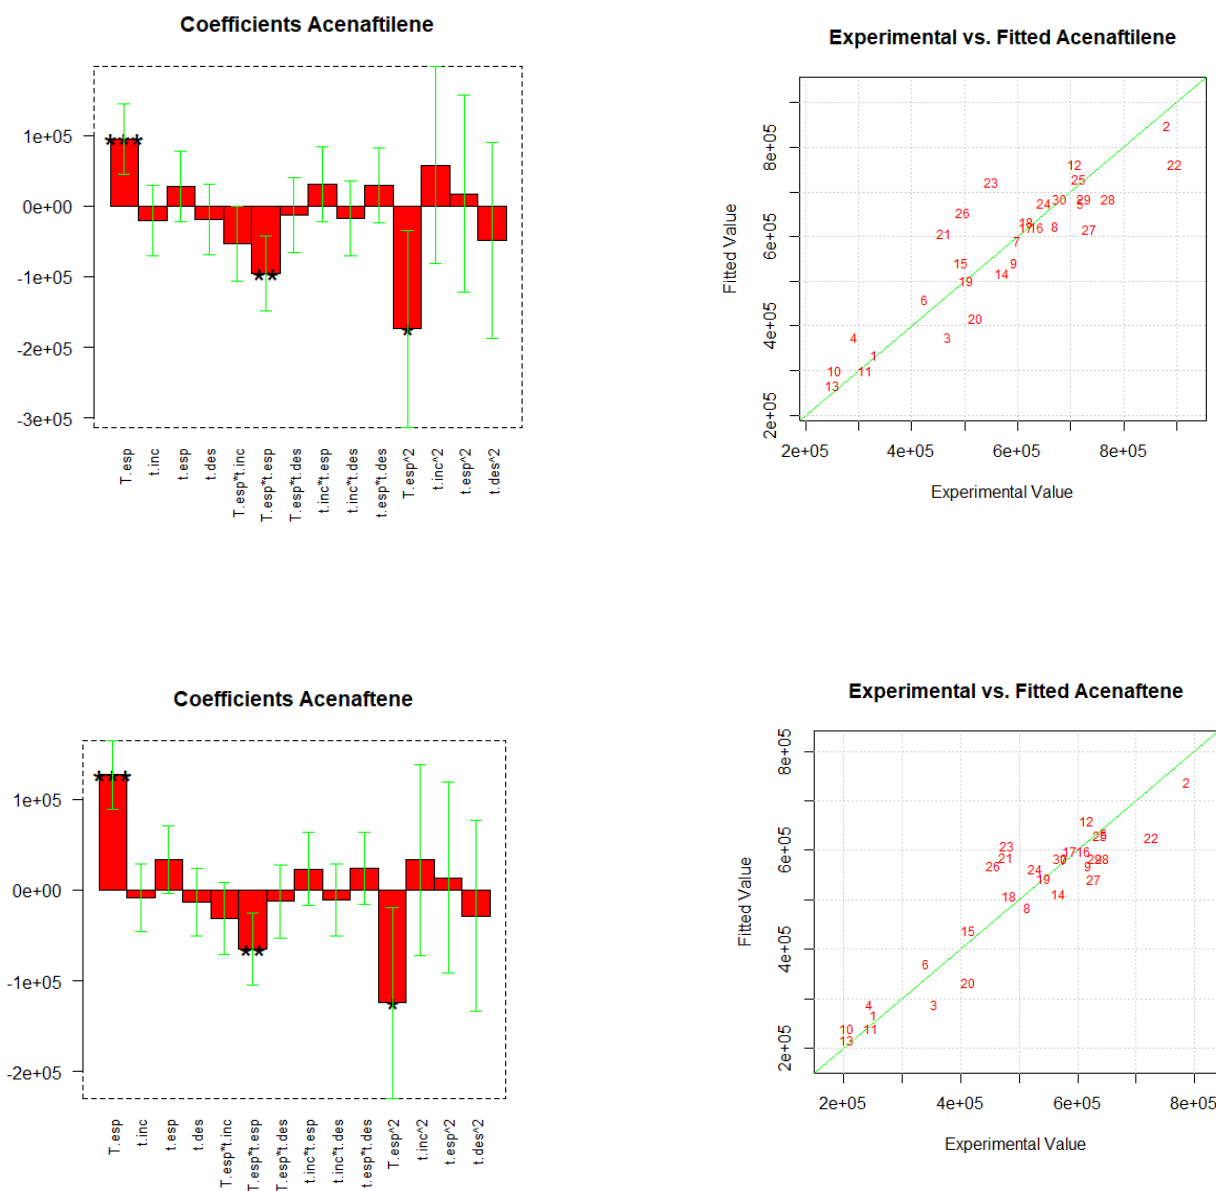 Coefficients Acenaftilene
1e+05
0e+00
-1e+05
-2e+05
-3e+05
***
**
*
T.esp
t.inc
t.esp
t.des
T.esp*t.inc
T.esp*t.esp
T.esp*t.des
t.inc*t.esp
t.inc*t.des
t.esp*t.des
T.esp^2
t.inc^2
t.esp^2
t.des^2
Experimental vs. Fitted Acenaftilene
Fitted Value
8e+05
6e+05
4e+05
2e+05
2
22
12
25
23
30
29
28
24
26
8
16
27
21
7
15
9
14
19
6
20
4
3
1
10
11
13
2e+05
4e+05
6e+05
8e+05
Experimental Value
Coefficients Acenaftene
1e+05
0e+00
-1e+05
-2e+05
***
**
*
T.esp
t.inc
t.esp
t.des
T.esp*t.inc
T.esp*t.esp
T.esp*t.des
t.inc*t.esp
t.inc*t.des
t.esp*t.des
T.esp^2
t.inc^2
t.esp^2
t.des^2
Experimental vs. Fitted Acenaftene
Fitted Value
8e+05
6e+05
4e+05
2e+05
2
12
25
22
23
17
16
21
28
26
24
9
19
27
18
14
8
15
6
20
4
3
1
10
11
13
2e+05
4e+05
6e+05
8e+05
Experimental Value